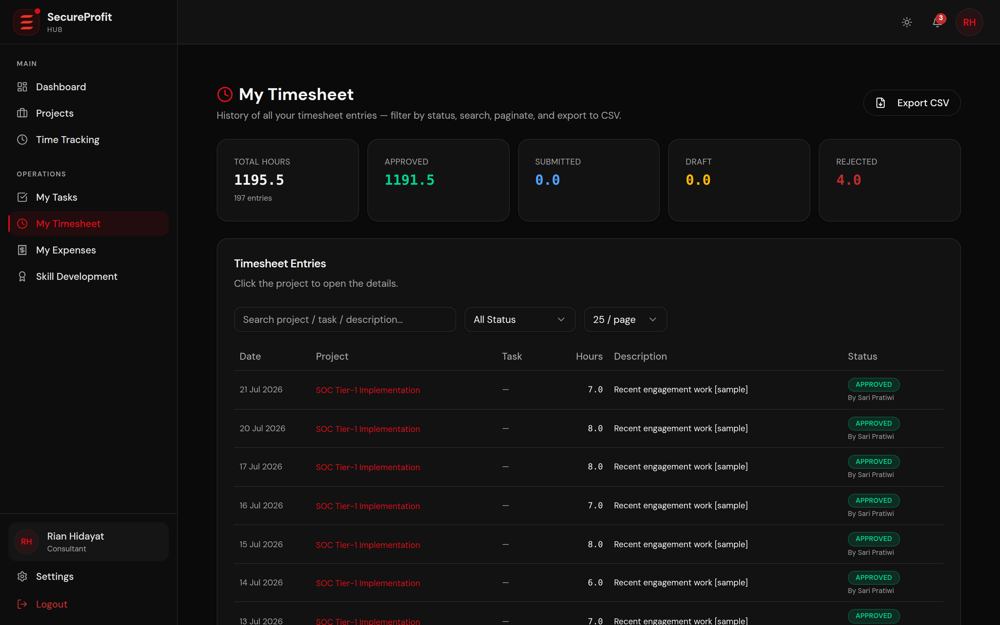 SecureProfit
HUB
3
RH
MAIN
Dashboard
Projects
Time Tracking
OPERATIONS
My Tasks
My Timesheet
My Expenses
Skill Development
RH
Rian Hidayat
Consultant
Settings
Logout
My Timesheet
History of all your timesheet entries — filter by status, search, paginate, and export to CSV.
Export CSV
TOTAL HOURS
1195.5
197 entries
APPROVED
1191.5
SUBMITTED
0.0
DRAFT
0.0
REJECTED
4.0
Timesheet Entries
Click the project to open the details.
Search project / task / description...
All Status
25 / page
Date Project Task Hours Description Status
21 Jul 2026 SOC Tier-1 Implementation — 7.0 Recent engagement work [sample] APPROVED
By Sari Pratiwi
20 Jul 2026 SOC Tier-1 Implementation — 8.0 Recent engagement work [sample] APPROVED
By Sari Pratiwi
17 Jul 2026 SOC Tier-1 Implementation — 8.0 Recent engagement work [sample] APPROVED
By Sari Pratiwi
16 Jul 2026 SOC Tier-1 Implementation — 7.0 Recent engagement work [sample] APPROVED
By Sari Pratiwi
15 Jul 2026 SOC Tier-1 Implementation — 8.0 Recent engagement work [sample] APPROVED
By Sari Pratiwi
14 Jul 2026 SOC Tier-1 Implementation — 6.0 Recent engagement work [sample] APPROVED
By Sari Pratiwi
13 Jul 2026 SOC Tier-1 Implementation — 7.0 Recent engagement work [sample] APPROVED